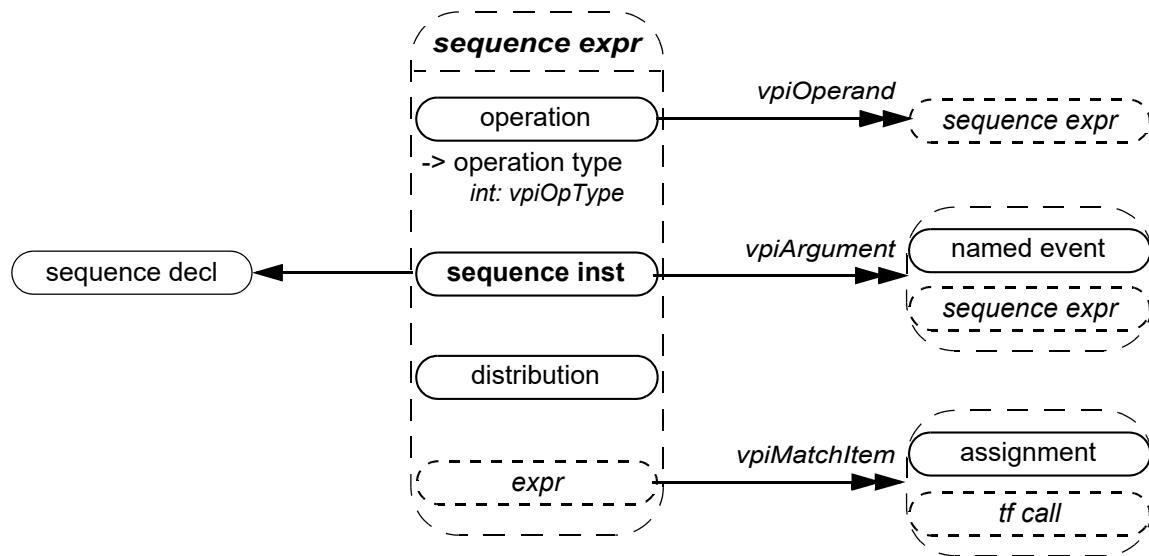 sequence expr
operation
vpiOperand
sequence expr
-> operation type
int: vpiOpType
sequence decl
sequence inst
vpiArgument
named event
sequence expr
distribution
expr
vpiMatchItem
assignment
tf call